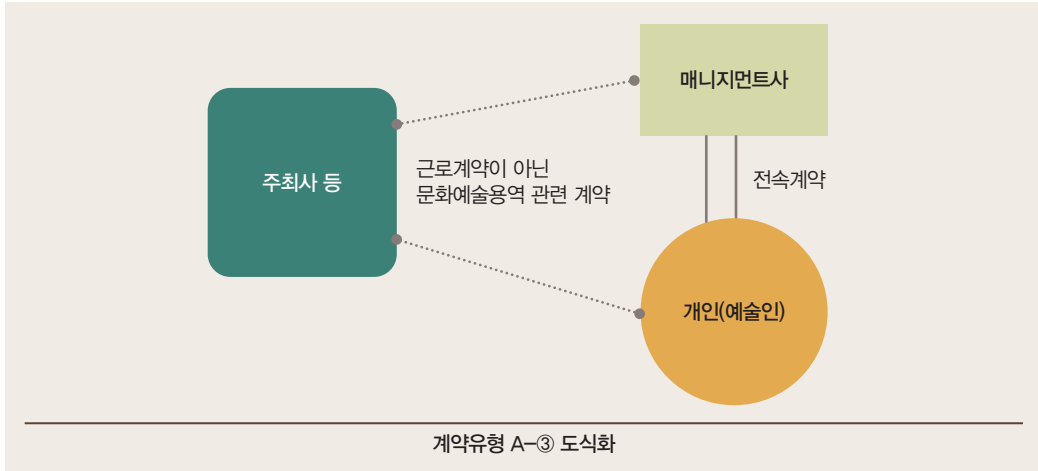 매니지먼트사
주최사 등
근로계약이 아닌
문화예술용역 관련 계약
전속계약
개인(예술인)
계약유형 A-③ 도식화